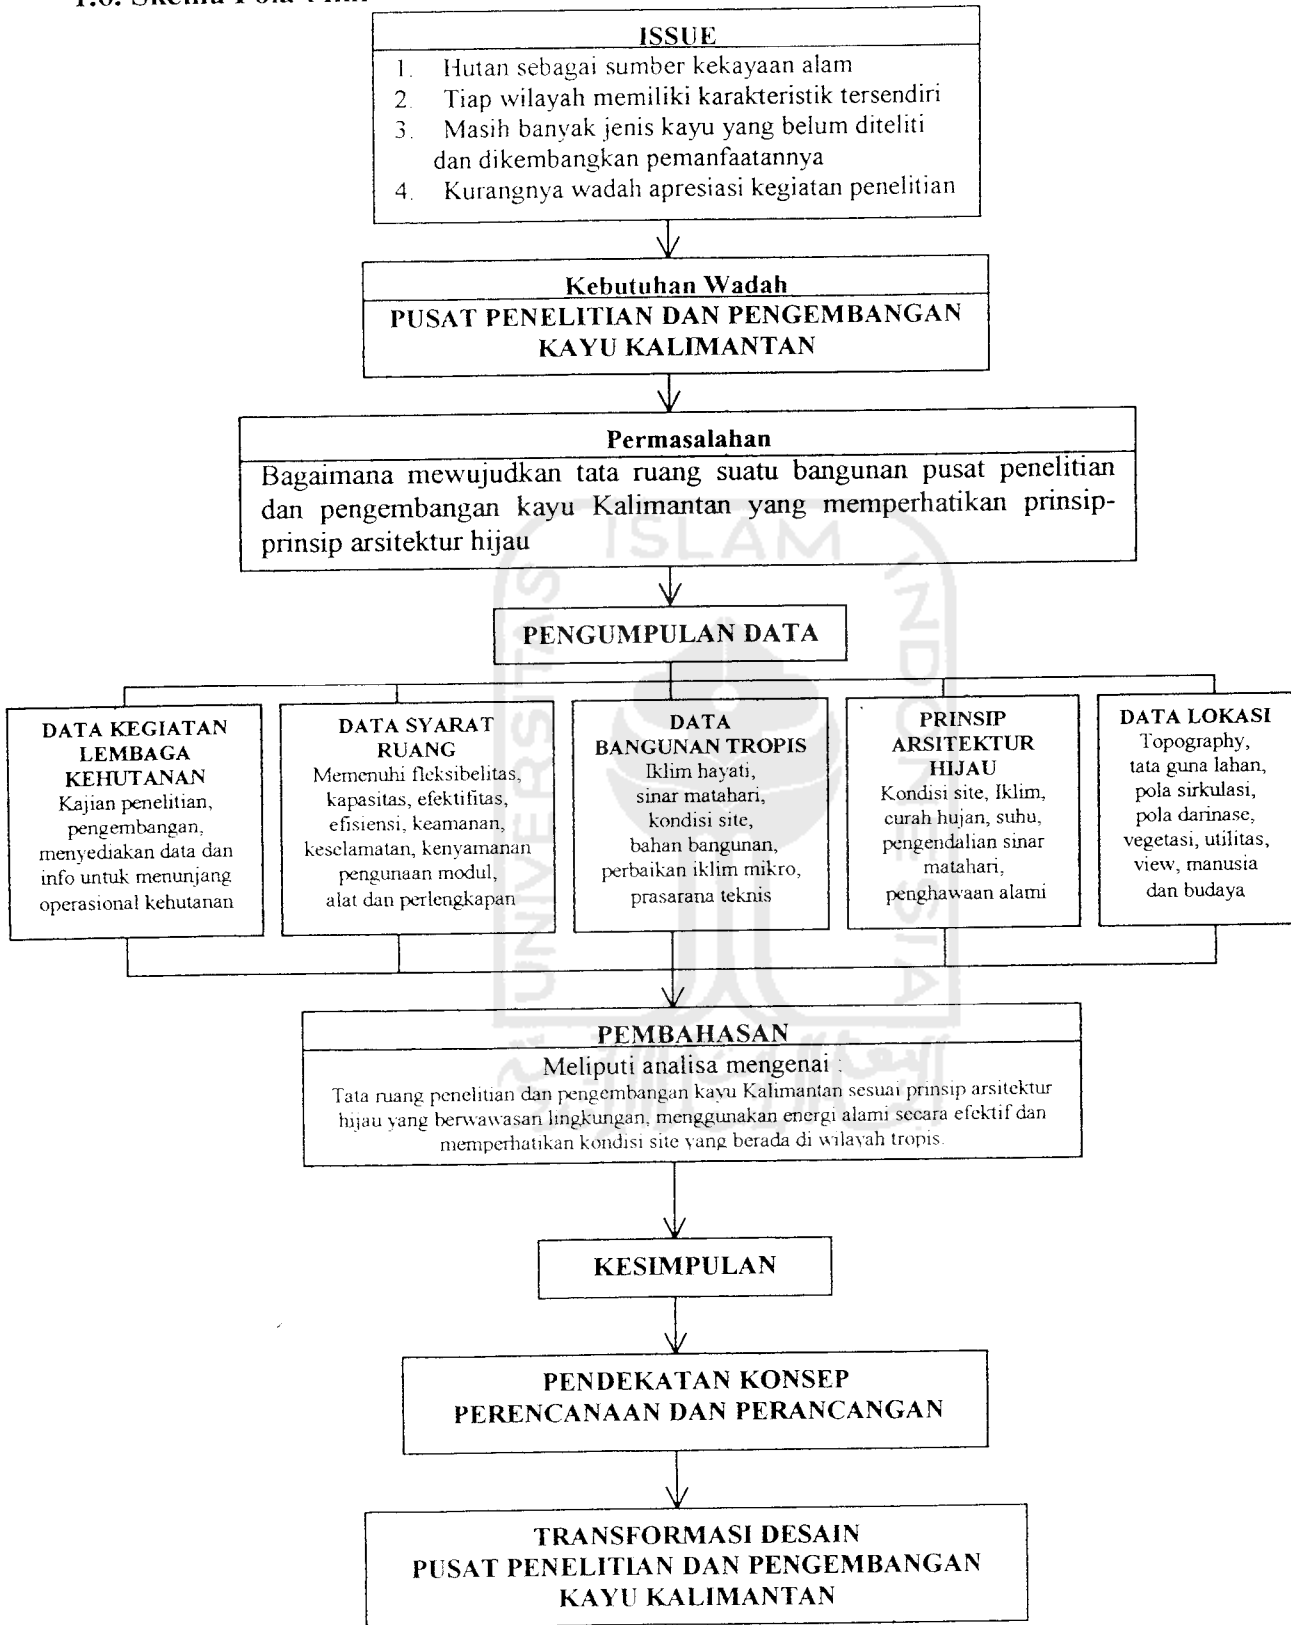 1.6. Skema Pola
ISSUE
1. Hutan sebagai sumber kekayaan alam
2. Tiap wilayah memiliki karakteristik tersendiri
3. Masih banyak jenis kayu yang belum diteliti
dan dikembangkan pemanfaatannya
4. Kurangnya wadah apresiasi kegiatan penelitian
Kebutuhan Wadah
PUSAT PENELITIAN DAN PENGEMBANGAN
KAYU KALIMANTAN
Permasalahan
Bagaimana mewujudkan tata ruang suatu bangunan pusat penelitian
dan pengembangan kayu Kalimantan yang memperhatikan prinsip-
prinsip arsitektur hijau
PENGUMPULAN DATA
DATA KEGIATAN
LEMBAGA
KEHUTANAN
Kajian penelitian,
pengembangan,
menyediakan data dan
info untuk menunjang
operasional kehutanan
DATA SYARAT
RUANG
Memenuhi fleksibelitas,
kapasitas, efektifitas,
efisiensi, keamanan,
keselamatan, kenyamanan
pengunaan modul,
alat dan perlengkapan
DATA
BANGUNAN TROPIS
Iklim hayati,
sinar matahari,
kondisi site,
bahan bangunan,
perbaikan iklim mikro,
prasarana teknis
PRINSIP
ARSITEKTUR
HIJAU
Kondisi site, Iklim,
curah hujan, suhu,
pengendalian sinar
matahari,
penghawaan alami
DATA LOKASI
Topography,
tata guna lahan,
pola sirkulasi,
pola darinase,
vegetasi, utilitas,
view, manusia
dan budaya
PEMBAHASAN
Meliputi analisa mengenai :
Tata ruang penelitian dan pengembangan kayu Kalimantan sesuai prinsip arsitektur
hijau yang berwawasan lingkungan, menggunakan energi alami secara efektif dan
memperhatikan kondisi site yang berada di wilayah tropis.
KESIMPULAN
PENDEKATAN KONSEP
PERENCANAAN DAN PERANCANGAN
TRANSFORMASI DESAIN
PUSAT PENELITIAN DAN PENGEMBANGAN
KAYU KALIMANTAN
UNIVERSITAS
ISLAM
INDONESIA